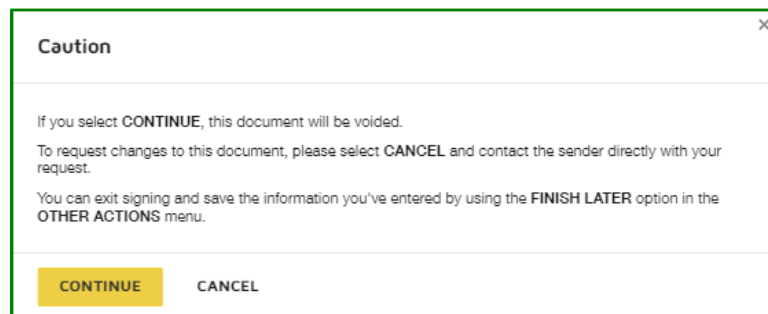 Caution
If you select CONTINUE, this document will be voided.
To request changes to this document, please select CANCEL and contact the sender directly with your
request.
You can exit signing and save the information you've entered by using the FINISH LATER option in the
OTHER ACTIONS menu.
CONTINUE CANCEL